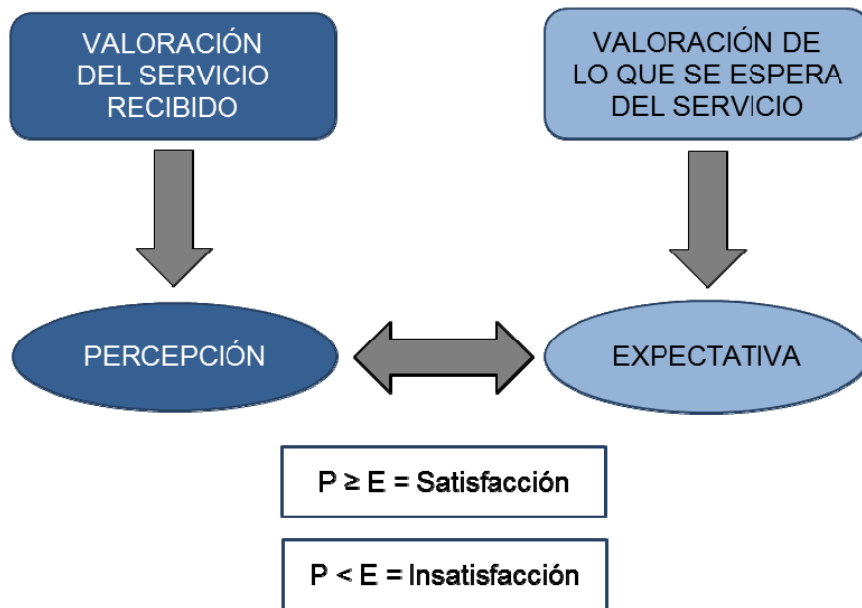 VALORACIÓN
DEL SERVICIO
RECIBIDO
VALORACIÓN DE
LO QUE SE ESPERA
DEL SERVICIO
PERCEPCIÓN
EXPECTATIVA
P ≥ E = Satisfacción
P < E = Insatisfacción